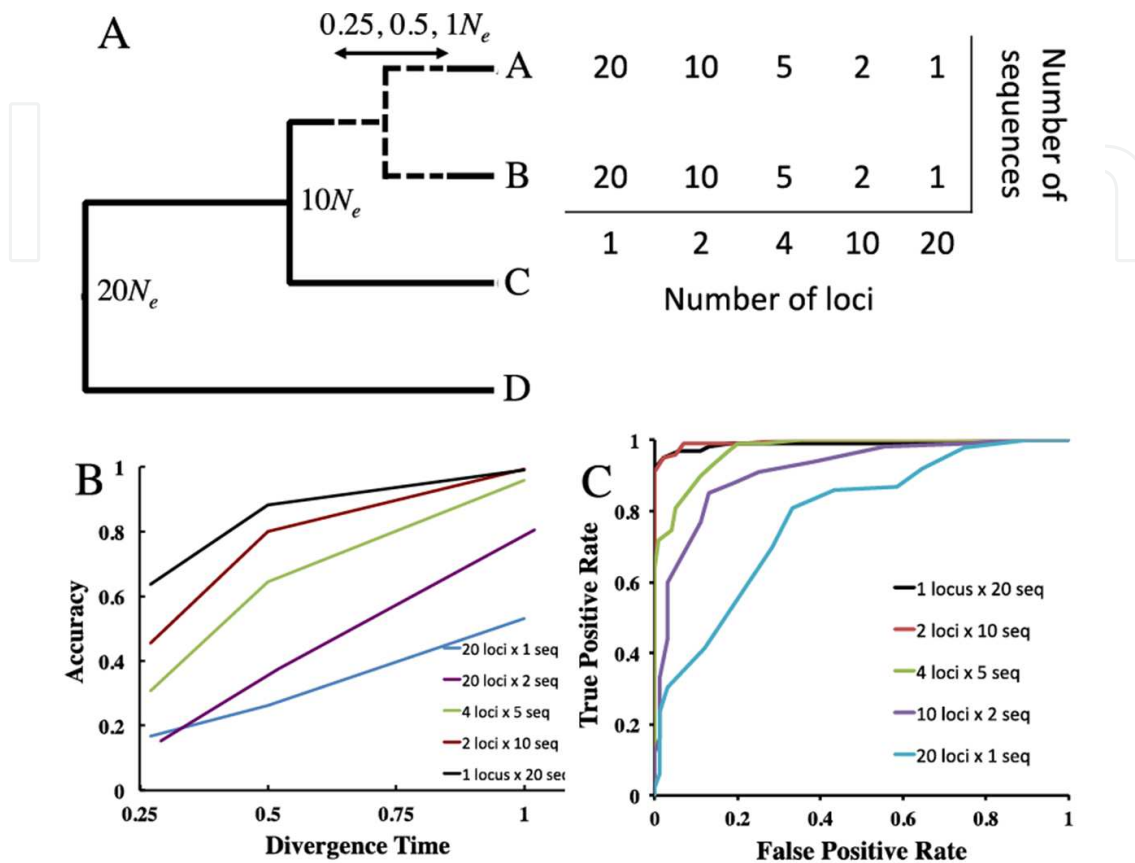 A
0.25, 0.5, 1Ne
A
B
C
D
10Ne
20Ne
20 10 5 2 1
20 10 5 2 1
1 2 4 10 20
Number of loci
Number of
sequences
B
1
0.8
0.6
0.4
0.2
0
0.25 0.5 0.75 1
Accuracy
Divergence Time
20 loci x 1 seq
20 loci x 2 seq
4 loci x 5 seq
2 loci x 10 seq
1 locus x 20 seq
C
1
0.8
0.6
0.4
0.2
0
0 0.2 0.4 0.6 0.8 1
True Positive Rate
False Positive Rate
1 locus x 20 seq
2 loci x 10 seq
4 loci x 5 seq
10 loci x 2 seq
20 loci x 1 seq